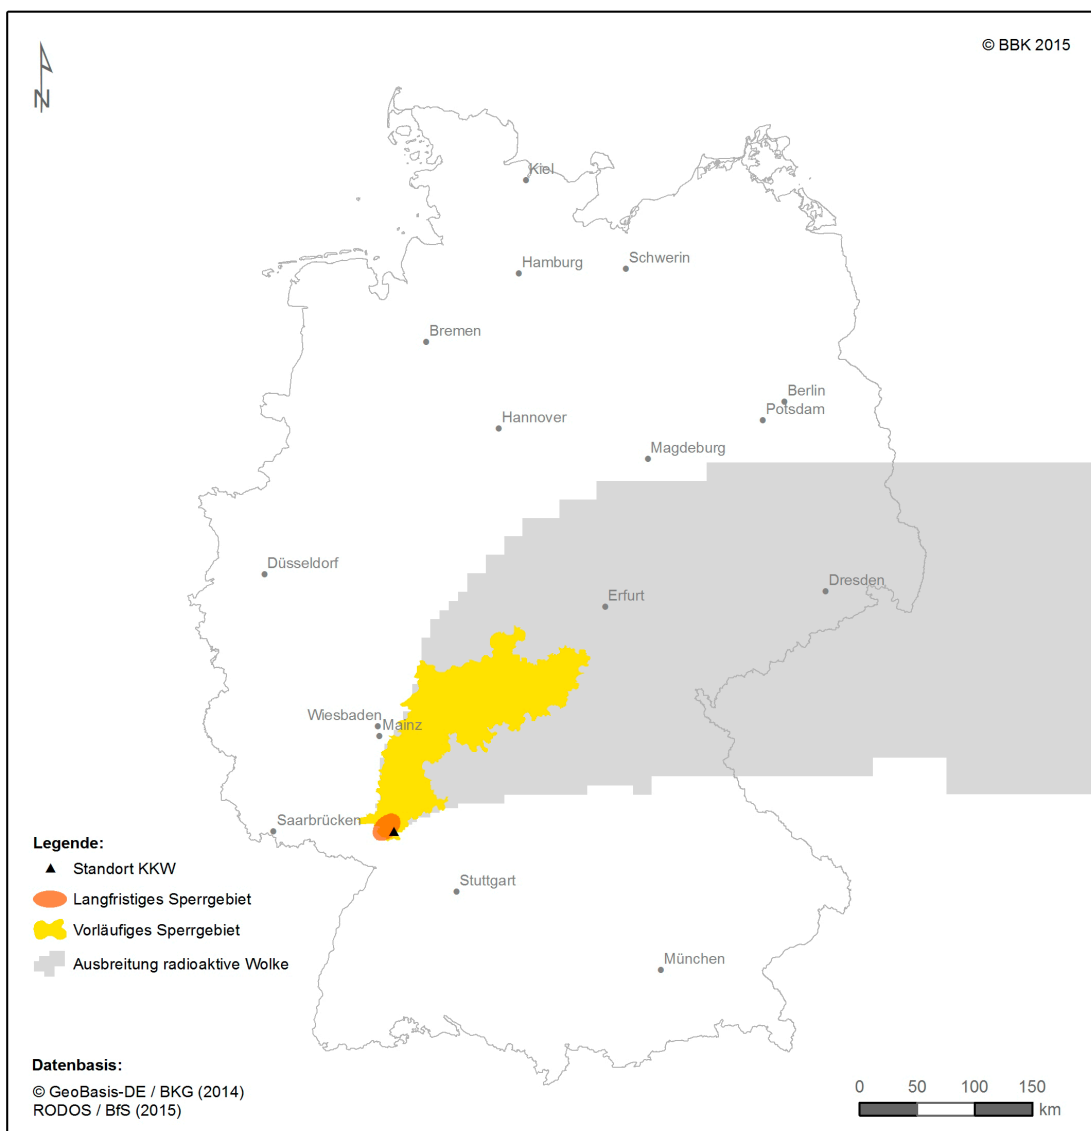 © BBK 2015
N
Kiel
Hamburg
Schwerin
Bremen
Berlin
Potsdam
Hannover
Magdeburg
Düsseldorf
Dresden
Erfurt
Wiesbaden
Mainz
Saarbrücken
Stuttgart
München
Legende:
Standort KKW
Langfristiges Sperrgebiet
Vorläufiges Sperrgebiet
Ausbreitung radioaktive Wolke
Datenbasis:
© GeoBasis-DE / BKG (2014)
RODOS / BfS (2015)
0 50 100 150
km